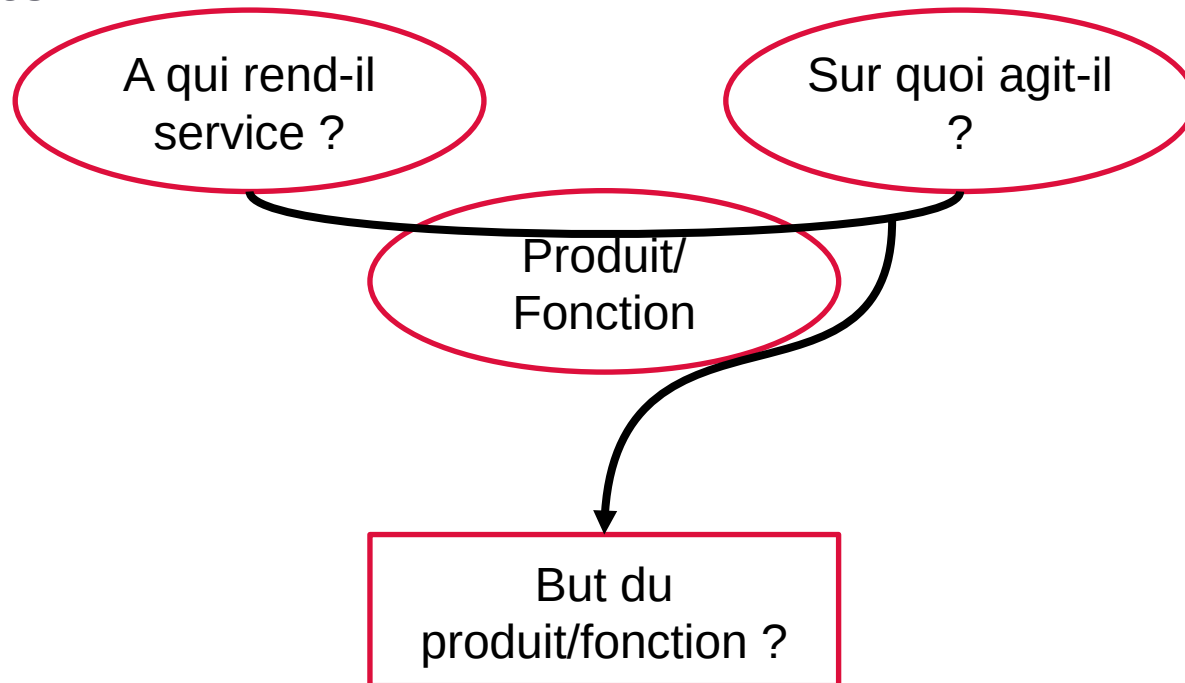 A qui rend-il
service ?
Sur quoi agit-il
?
Produit/
Fonction
But du
produit/fonction ?